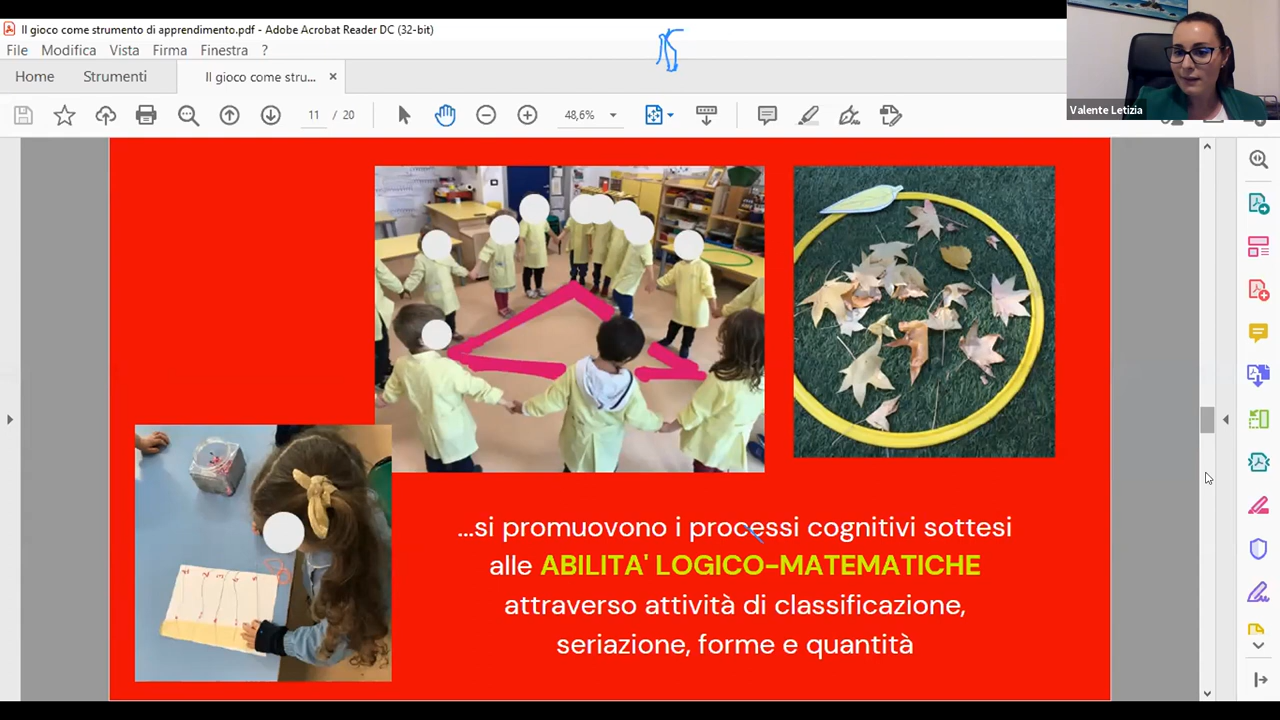 Il gioco come strumento di apprendimento.pdf - Adobe Acrobat Reader DC (32-bit)
File Modifica Vista Firma Finestra ?
Home Strumenti Il gioco come stru... ×
11 / 20 48,6%
Valente Letizia
...si promuovono i processi cognitivi sottesi
alle ABILITA' LOGICO-MATEMATICHE
attraverso attività di classificazione,
seriazione, forme e quantità